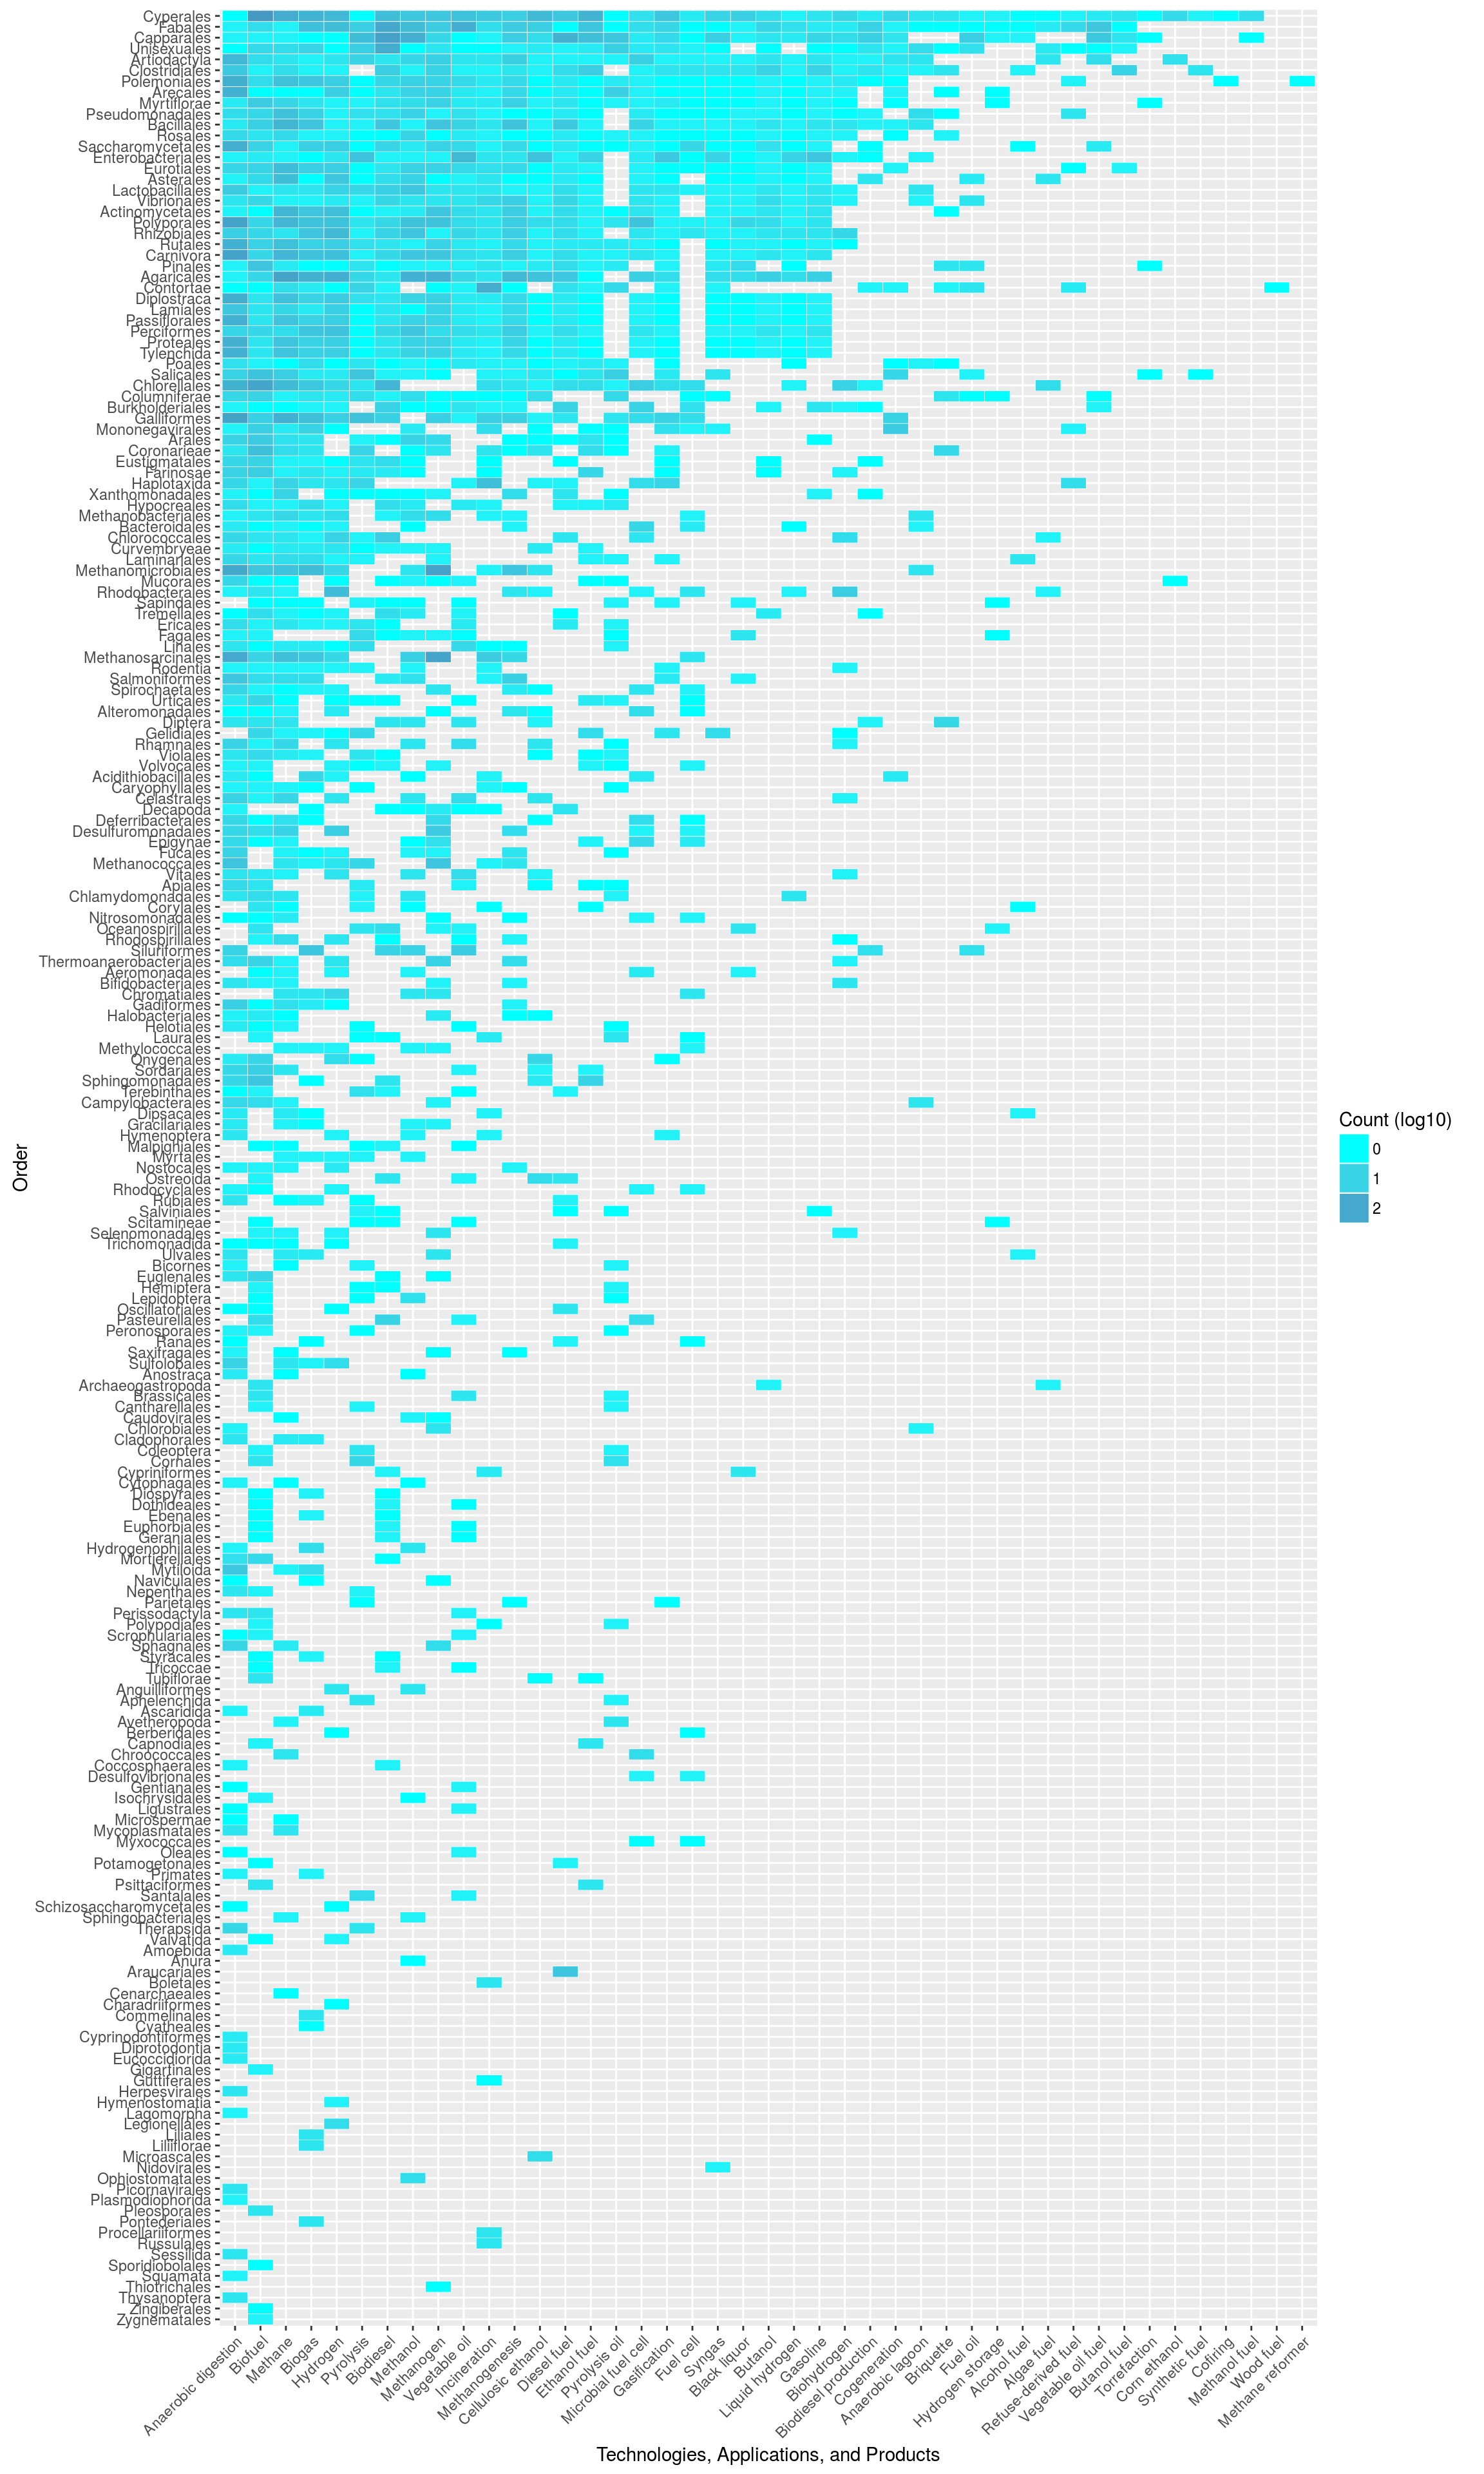 Cyperales
Fabales
Capparales
Unisexuales
Artiodactyla
Clostridiales
Polemoniales
Arecales
Myrtiflorae
Pseudomonadales
Bacillales
Rosales
Saccharomycetales
Enterobacteriales
Eurotiales
Asterales
Lactobacillales
Vibrionales
Actinomycetales
Polyporales
Rhizobiales
Rutales
Carnivora
Pinales
Agaricales
Contortae
Diplostraca
Lamiales
Passiflorales
Perciformes
Proteales
Tylenchida
Poales
Salicales
Chlorellales
Columniferae
Burkholderiales
Galliformes
Mononegavirales
Arales
Coronarieae
Eustigmatales
Farinosae
Haplotaxida
Xanthomonadales
Hypocreales
Methanobacteriales
Bacteroidales
Chlorococcales
Curvembryeae
Laminariales
Methanomicrobiales
Mucorales
Rhodobacterales
Sapindales
Tremellales
Ericales
Fagales
Linales
Methanosarcinales
Rodentia
Salmoniformes
Spirochaetales
Urticales
Alteromonadales
Diptera
Gelidiales
Rhamnales
Violales
Volvocales
Acidithiobacillales
Caryophyllales
Celastrales
Decapoda
Deferribacterales
Desulfuromonadales
Epigynae
Fucales
Methanococcales
Vitales
Apiales
Chlamydomonadales
Corylales
Nitrosomonadales
Oceanospirillales
Rhodospirillales
Siluriformes
Thermoanaerobacteriales
Aeromonadales
Bifidobacteriales
Chromatiales
Gadiformes
Halobacteriales
Helotiales
Laurales
Methylococcales
Onygenales
Sordariales
Sphingomonadales
Terebinthales
Campylobacterales
Dipsacales
Gracilariales
Hymenoptera
Malpighiales
Myrtales
Nostocales
Ostreoida
Rhodocyclales
Rubiales
Salviniales
Scitamineae
Selenomonadales
Trichomonadida
Ulvales
Bicornes
Euglenales
Hemiptera
Lepidoptera
Oscillatoriales
Pasteurellales
Peronosporales
Ranales
Saxifragales
Sulfolobales
Anostraca
Archaeogastropoda
Brassicales
Cantharellales
Caudovirales
Chlorobiales
Cladophorales
Coleoptera
Cornales
Cypriniformes
Cytophagales
Diospyrales
Dothideales
Ebenales
Euphorbiales
Geraniales
Hydrogenophilales
Mortierellales
Mytiloida
Naviculales
Nepenthales
Parietales
Perissodactyla
Polypodiales
Scrophulariales
Sphagnales
Styracales
Tricoccae
Tubiflorae
Anguilliformes
Aphelenchida
Ascaridida
Avetheropoda
Berberidales
Capnodiales
Chroococcales
Coccosphaerales
Desulfovibrionales
Gentianales
Isochrysidales
Ligustrales
Microspermae
Mycoplasmatales
Myxococcales
Oleales
Potamogetonales
Primates
Psittaciformes
Santalales
Schizosaccharomycetales
Sphingobacteriales
Therapsida
Valvatida
Amoebida
Anura
Araucariales
Boletales
Cenarchaeales
Charadriiformes
Commelinales
Cyatheales
Cyprinodontiformes
Diprotodontia
Eucoccidiorida
Gigartinales
Guttiferales
Herpesvirales
Hymenostomatia
Lagomorpha
Legionellales
Liliales
Liliiflorae
Microascales
Nidovirales
Ophiostomatales
Picornavirales
Plasmodiophorida
Pleosporales
Pontederiales
Procellariiformes
Russulales
Sessilida
Sporidiobolales
Squamata
Thiotrichales
Thysanoptera
Zingiberales
Zygnematales
Order
Anaerobic digestion
Biofuel
Methane
Biogas
Hydrogen
Pyrolysis
Biodiesel
Methanol
Methanogen
Vegetable oil
Incineration
Methanogenesis
Cellulosic ethanol
Diesel fuel
Ethanol fuel
Pyrolysis oil
Microbial fuel cell
Gasification
Fuel cell
Syngas
Black liquor
Butanol
Liquid hydrogen
Gasoline
Biohydrogen
Biodiesel production
Cogeneration
Anaerobic lagoon
Briquette
Fuel oil
Hydrogen storage
Alcohol fuel
Algae fuel
Refuse-derived fuel
Vegetable oil fuel
Butanol fuel
Torrefaction
Corn ethanol
Synthetic fuel
Cofiring
Methanol fuel
Wood fuel
Methane reformer
Technologies, Applications, and Products
Count (log10)
0
1
2